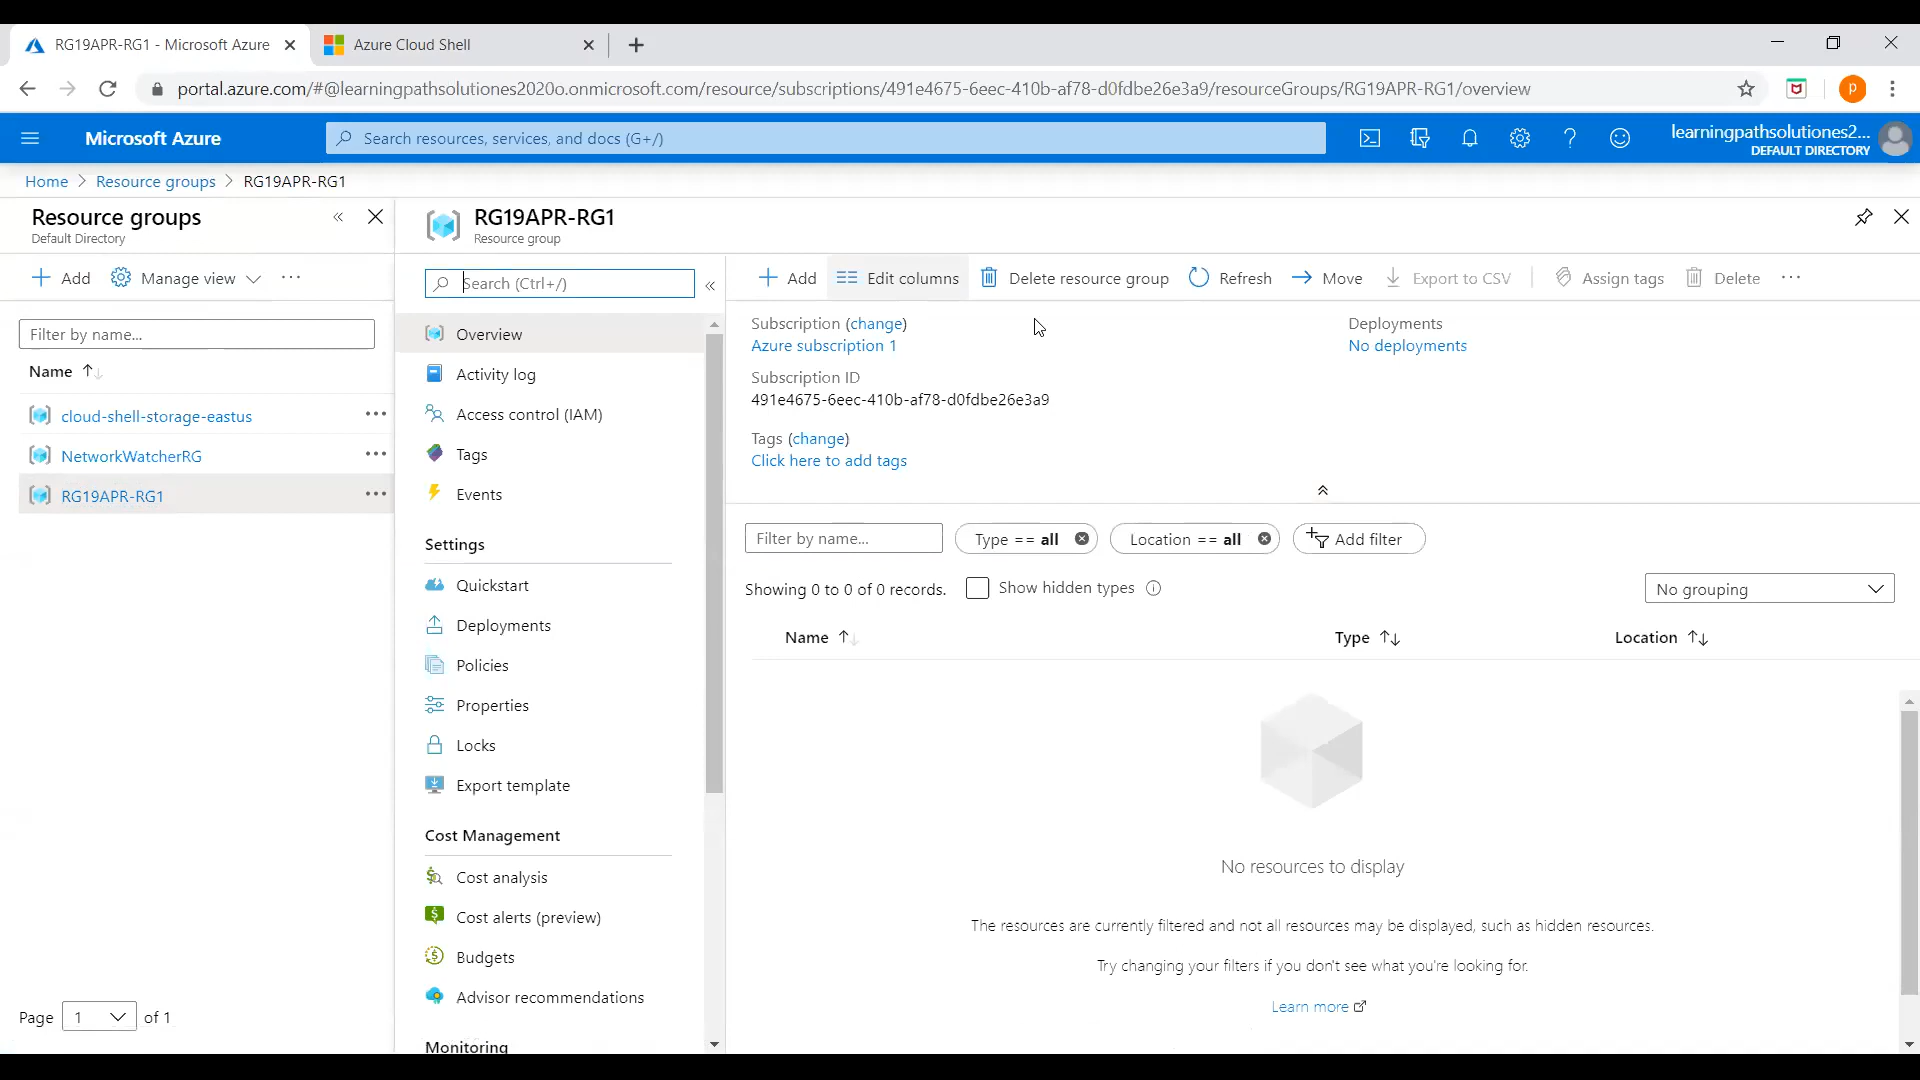 RG19APR-RG1 - Microsoft Azure
Azure Cloud Shell
portal.azure.com/#@learningpathsolutiones2020o.onmicrosoft.com/resource/subscriptions/491e4675-6eec-410b-af78-d0fdbe26e3a9/resourceGroups/RG19APR-RG1/overview
p
Microsoft Azure
Search resources, services, and docs (G+/)
learningpathsolutiones2...
DEFAULT DIRECTORY
Home > Resource groups > RG19APR-RG1
Resource groups
Default Directory
Add
Manage view
Filter by name...
Name
cloud-shell-storage-eastus
NetworkWatcherRG
RG19APR-RG1
Page 1 of 1
RG19APR-RG1
Resource group
Search (Ctrl+/)
Overview
Activity log
Access control (IAM)
Tags
Events
Settings
Quickstart
Deployments
Policies
Properties
Locks
Export template
Cost Management
Cost analysis
Cost alerts (preview)
Budgets
Advisor recommendations
Monitoring
Add
Edit columns
Delete resource group
Refresh
Move
Export to CSV
Assign tags
Delete
Subscription (change)
Azure subscription 1
Subscription ID
491e4675-6eec-410b-af78-d0fdbe26e3a9
Tags (change)
Click here to add tags
Deployments
No deployments
Filter by name...
Type == all
Location == all
Add filter
Showing 0 to 0 of 0 records.
Show hidden types
No grouping
Name
Type
Location
No resources to display
The resources are currently filtered and not all resources may be displayed, such as hidden resources.
Try changing your filters if you don't see what you're looking for.
Learn more